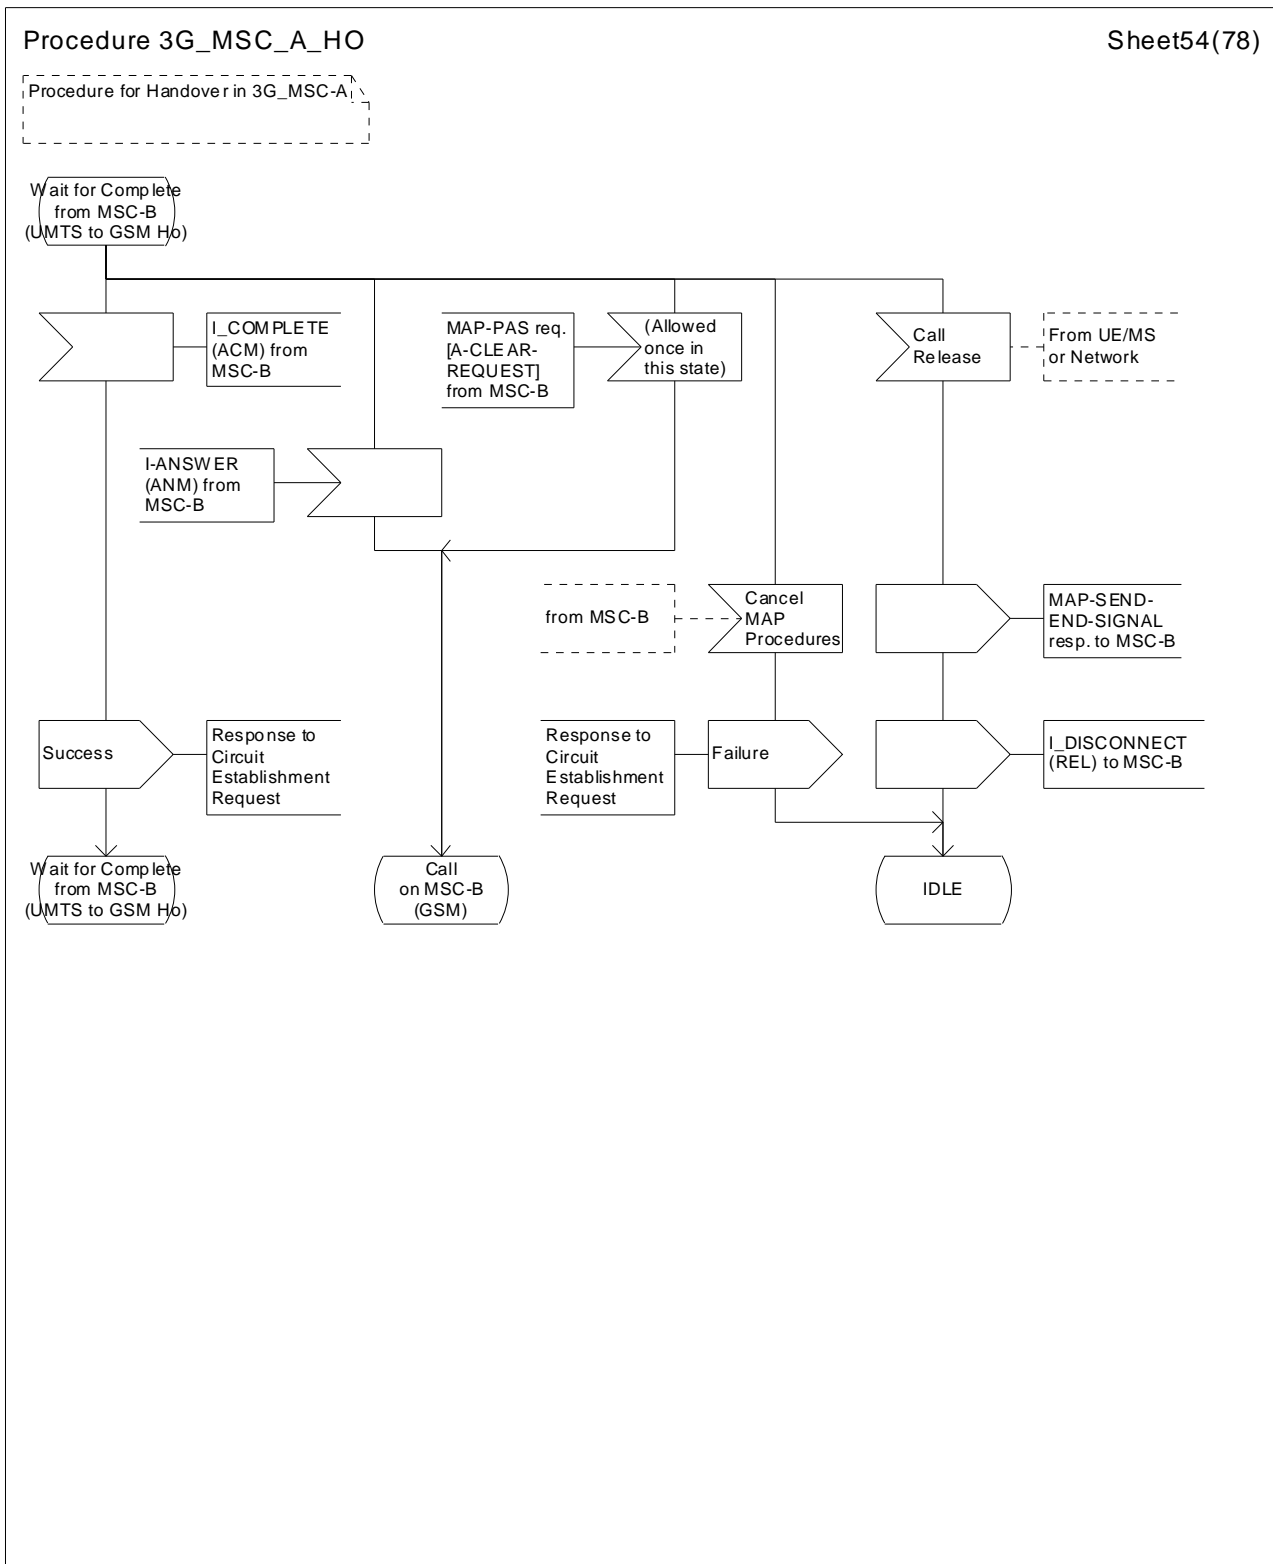 Procedure 3G_MSC_A_HO
Sheet54(78)
Procedure for Handover in 3G_MSC-A
Wait for Complete
from MSC-B
(UMTS to GSM Ho)
I_COMPLETE
(ACM) from
MSC-B
MAP-PAS req.
[A-CLEAR-
REQUEST]
from MSC-B
(Allowed
once in
this state)
Call
Release
From UE/MS
or Network
I-ANSWER
(ANM) from
MSC-B
from MSC-B
Cancel
MAP
Procedures
MAP-SEND-
END-SIGNAL
resp. to MSC-B
Success
Response to
Circuit
Establishment
Request
Response to
Circuit
Establishment
Request
Failure
I_DISCONNECT
(REL) to MSC-B
Wait for Complete
from MSC-B
(UMTS to GSM Ho)
Call
on MSC-B
(GSM)
IDLE